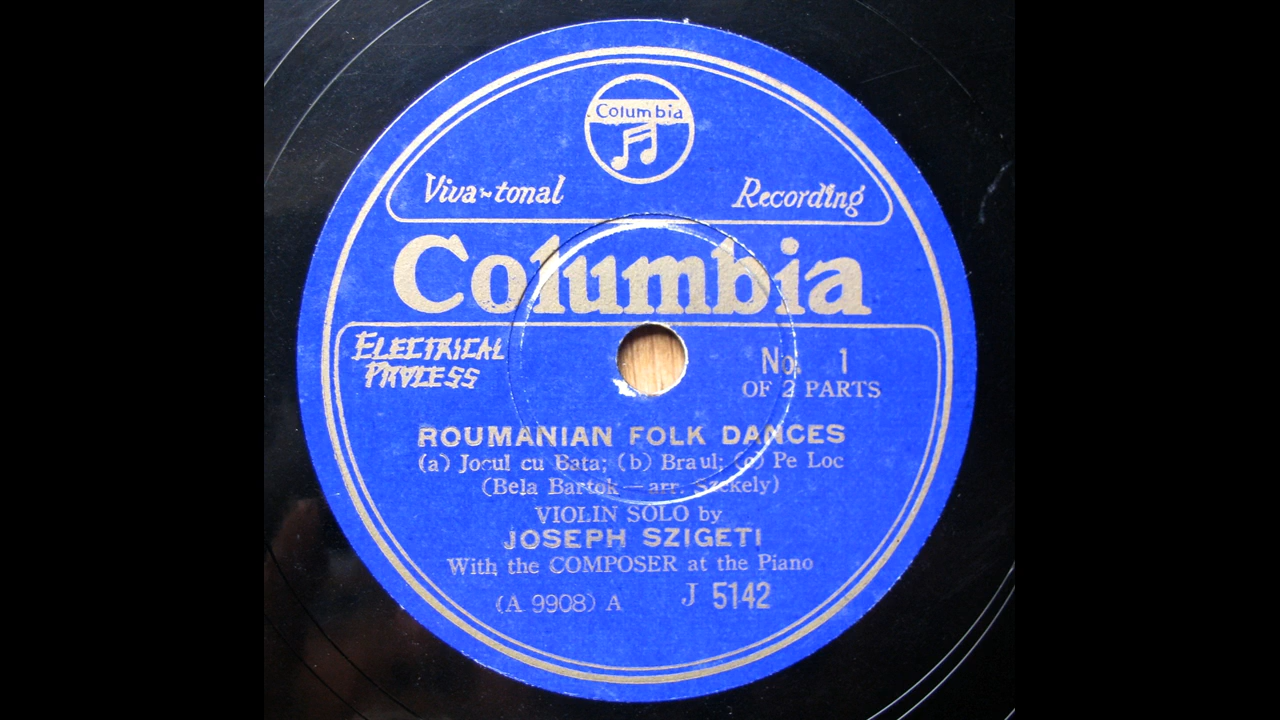 Columbia
Viva-tonal Recording
Columbia
ELECTRICAL
PROCESS
No. 1
OF 2 PARTS
ROUMANIAN FOLK DANCES
(a) Jocul cu Bata; (b) Braul; (c) Pe Loc
(Bela Bartok — arr. Szekely)
VIOLIN SOLO by
JOSEPH SZIGETI
With the COMPOSER at the Piano
(A 9908) A J 5142